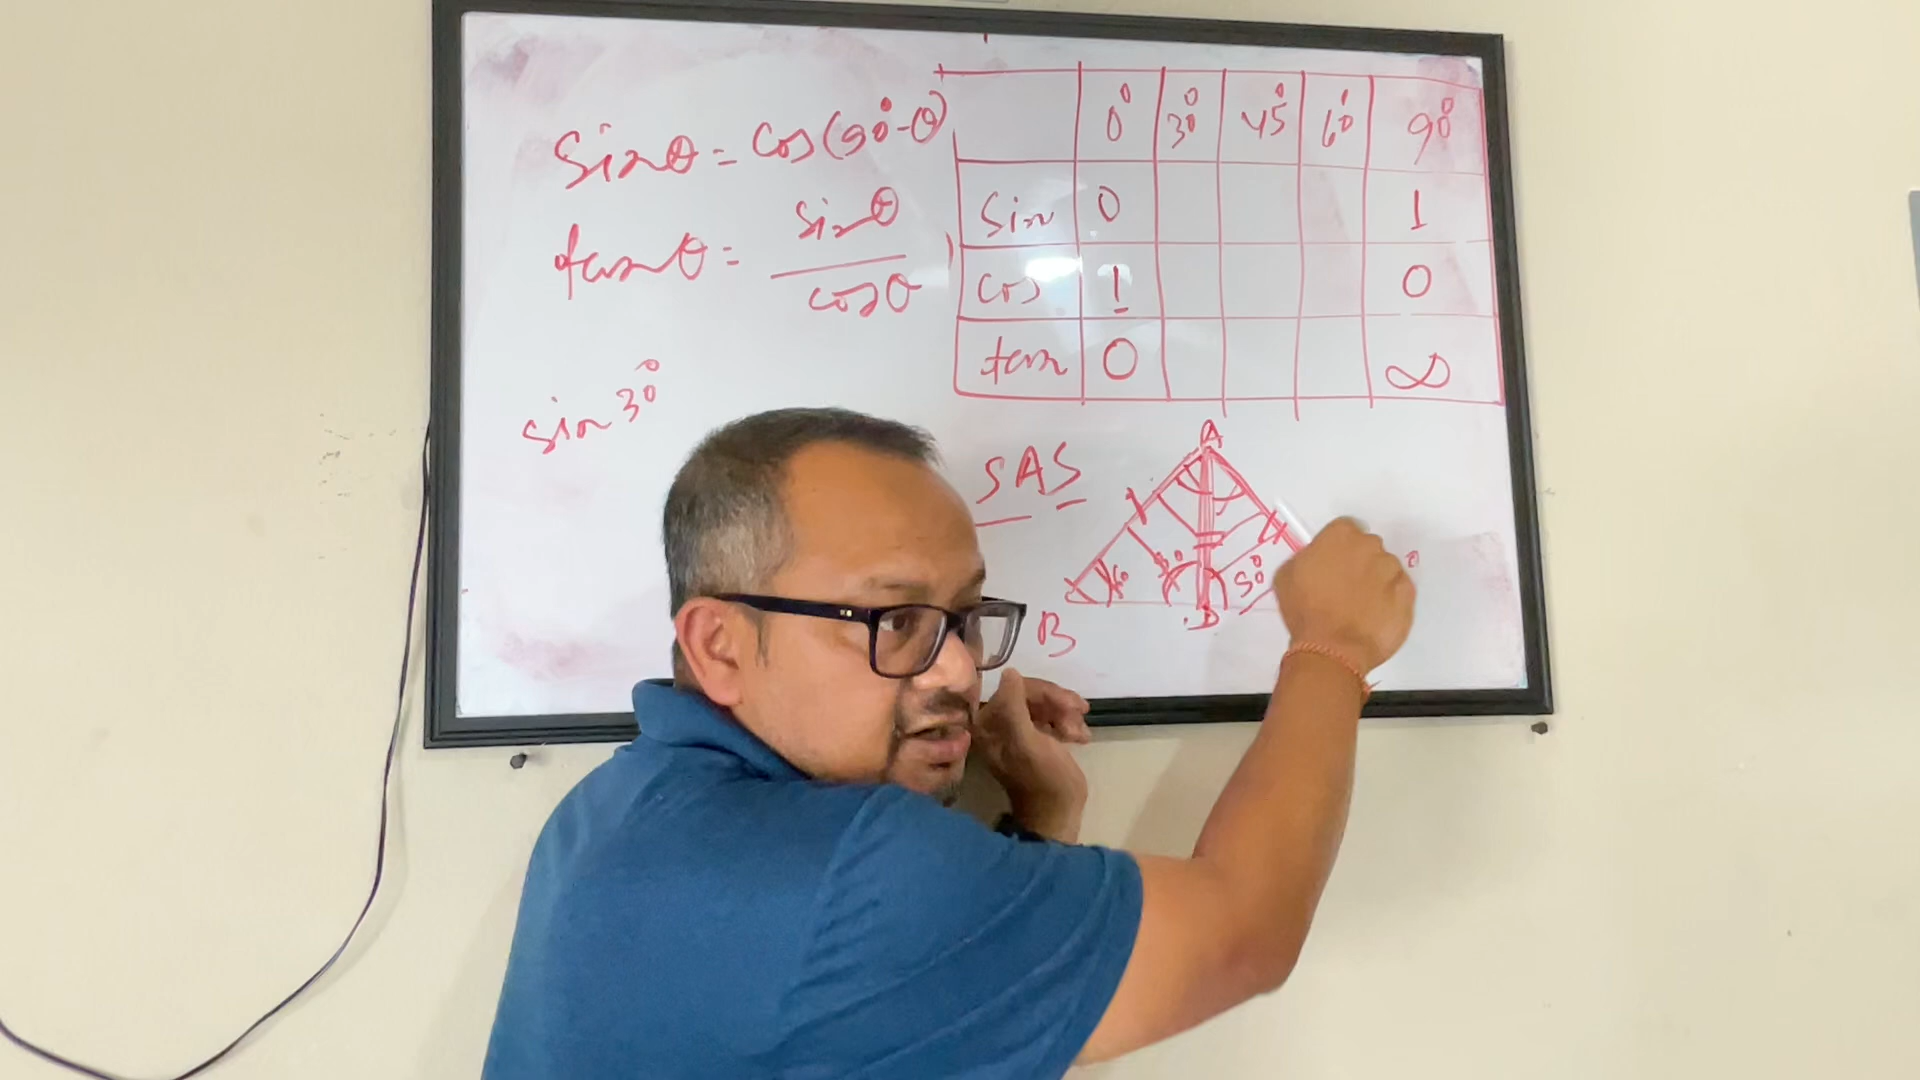 sinθ = cos(90°-θ)
tanθ = sinθ / cosθ
0° 30° 45° 60° 90°
sin 0 1
cos 1 0
tan 0 ∞
sin 30°
SAS
A
90°
B
D